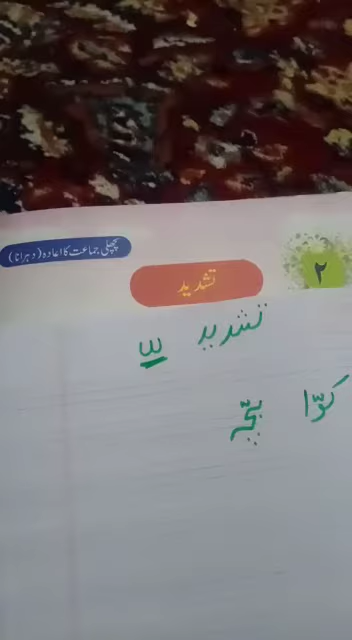 پچھلی جماعت کا اعادہ (دہرانا)
۲
تشدید
تشدید  ّ
کوّا بچّہ